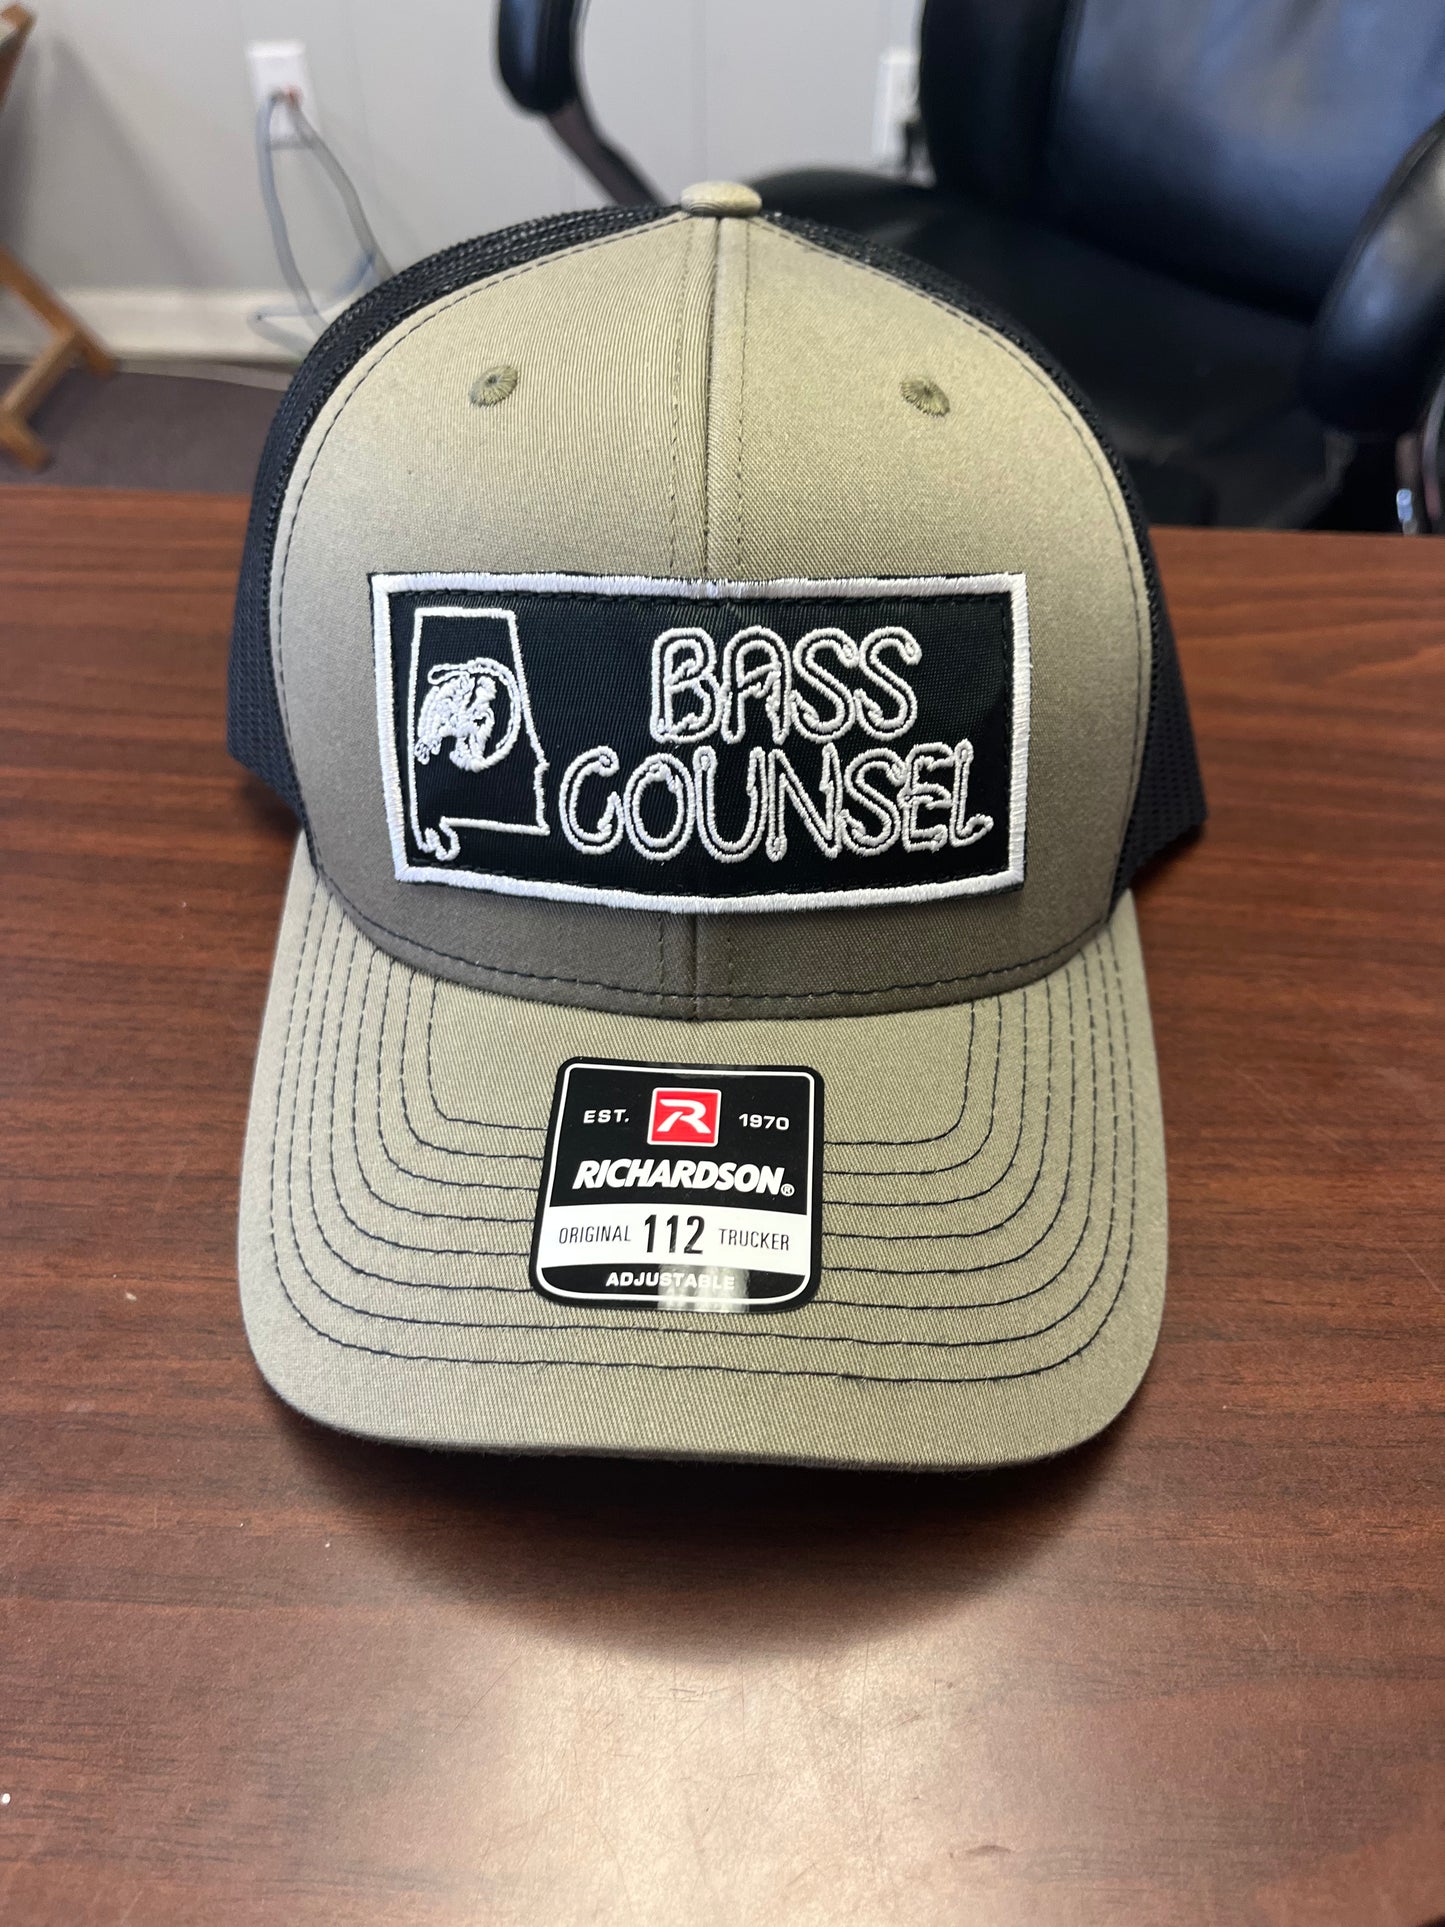 BASS
COUNSEL
EST. R 1970
RICHARDSON®
ORIGINAL 112 TRUCKER
ADJUSTABLE